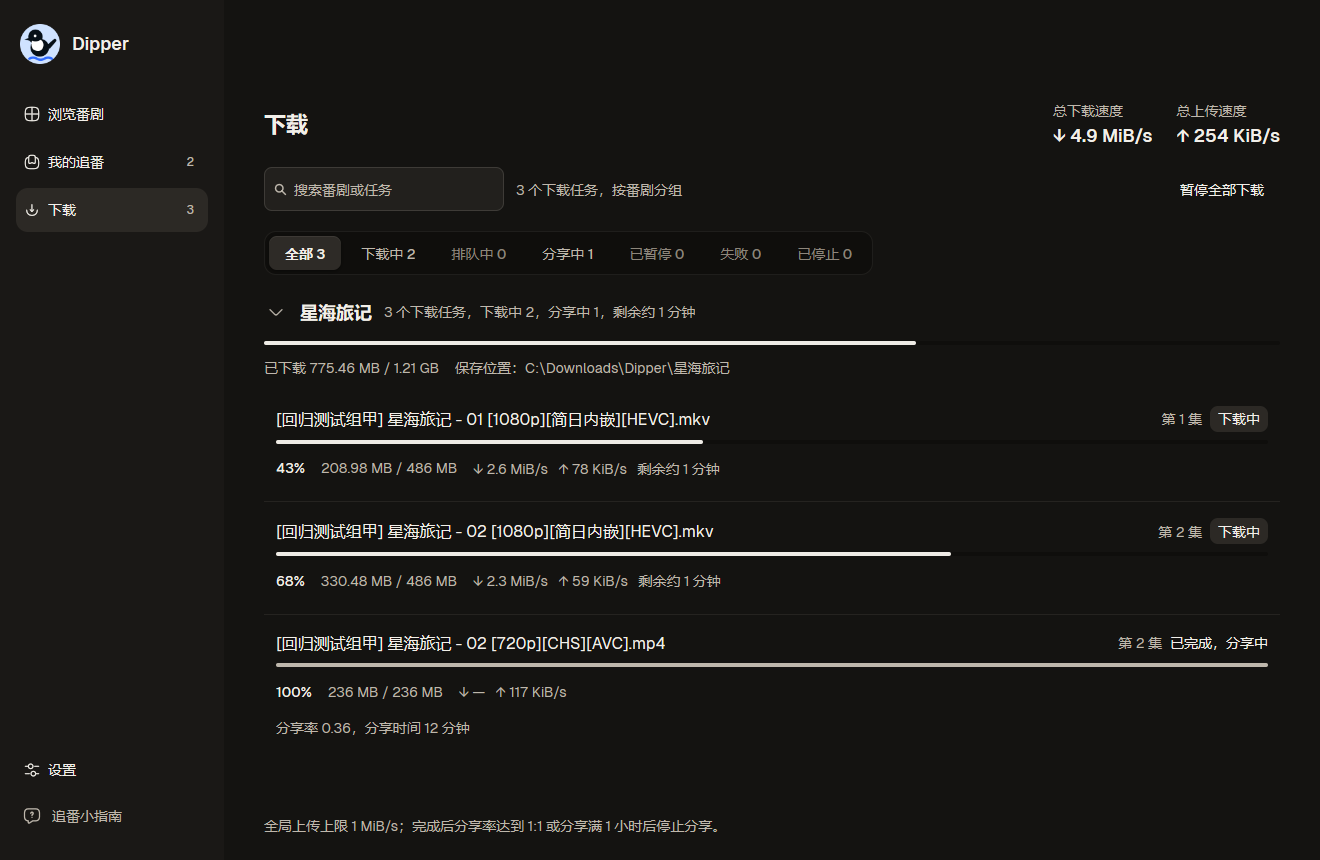 Dipper
浏览番剧
我的追番 2
下载 3
设置
追番小指南
下载
总下载速度 总上传速度
↓ 4.9 MiB/s ↑ 254 KiB/s
搜索番剧或任务 3 个下载任务，按番剧分组 暂停全部下载
全部 3 下载中 2 排队中 0 分享中 1 已暂停 0 失败 0 已停止 0
星海旅记 3 个下载任务，下载中 2，分享中 1，剩余约 1 分钟
已下载 775.46 MB / 1.21 GB 保存位置：C:\Downloads\Dipper\星海旅记
[回归测试组甲] 星海旅记 - 01 [1080p][简日内嵌][HEVC].mkv 第 1 集 下载中
43% 208.98 MB / 486 MB ↓ 2.6 MiB/s ↑ 78 KiB/s 剩余约 1 分钟
[回归测试组甲] 星海旅记 - 02 [1080p][简日内嵌][HEVC].mkv 第 2 集 下载中
68% 330.48 MB / 486 MB ↓ 2.3 MiB/s ↑ 59 KiB/s 剩余约 1 分钟
[回归测试组甲] 星海旅记 - 02 [720p][CHS][AVC].mp4 第 2 集 已完成，分享中
100% 236 MB / 236 MB ↓ — ↑ 117 KiB/s
分享率 0.36，分享时间 12 分钟
全局上传上限 1 MiB/s；完成后分享率达到 1:1 或分享满 1 小时后停止分享。